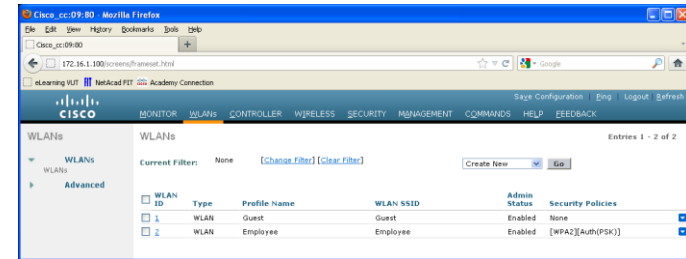 Cisco_cc:09:80 - Mozilla Firefox
File Edit View History Bookmarks Tools Help
Cisco_cc:09:80 +
172.16.1.100/screens/frameset.html Google
eLearning VUT NetAcad FIT Academy Connection
Save Configuration Ping Logout Refresh
CISCO MONITOR WLANs CONTROLLER WIRELESS SECURITY MANAGEMENT COMMANDS HELP FEEDBACK
WLANs WLANs Entries 1 - 2 of 2
WLANs Current Filter: None [Change Filter] [Clear Filter] Create New Go
WLANs
Advanced
WLAN ID Type Profile Name WLAN SSID Admin Status Security Policies
1 WLAN Guest Guest Enabled None
2 WLAN Employee Employee Enabled [WPA2][Auth(PSK)]